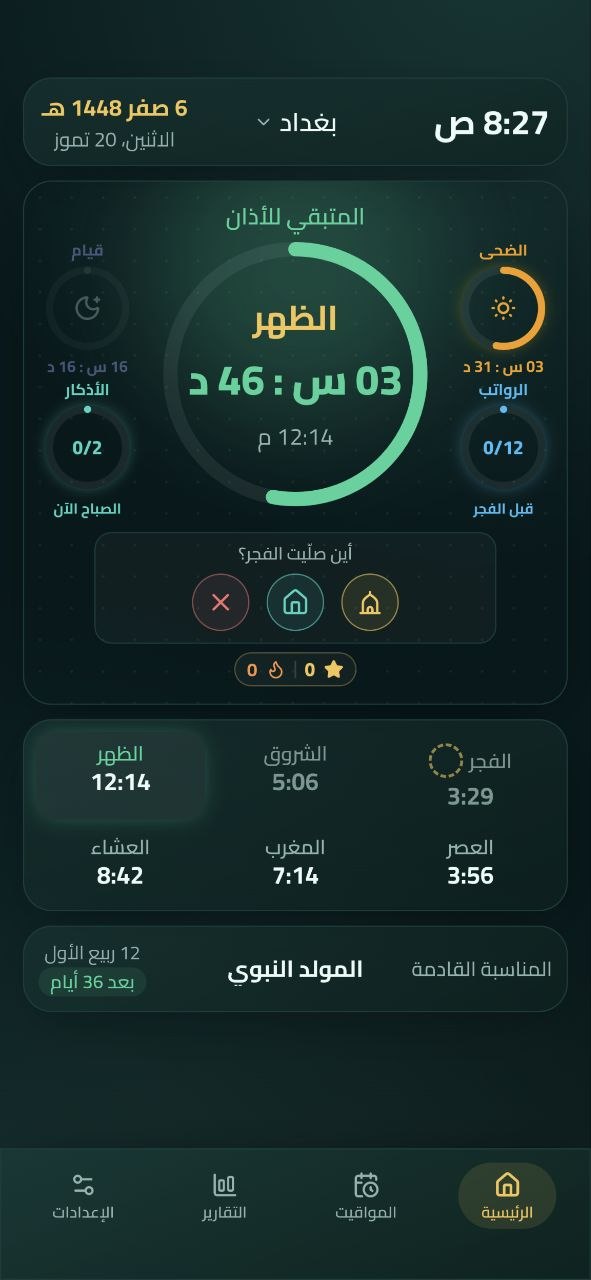 8:27 ص
بغداد
6 صفر 1448 هـ
الاثنين، 20 تموز
المتبقي للأذان
الضحى
03 س : 31 د
الرواتب
0/12
قبل الفجر
الظهر
03 س : 46 د
12:14 م
قيام
16 س : 16 د
الأذكار
0/2
الصباح الآن
أين صلّيت الفجر؟
0 | 0
الفجر
3:29
الشروق
5:06
الظهر
12:14
العصر
3:56
المغرب
7:14
العشاء
8:42
المناسبة القادمة
المولد النبوي
12 ربيع الأول
بعد 36 أيام
الرئيسية
المواقيت
التقارير
الإعدادات